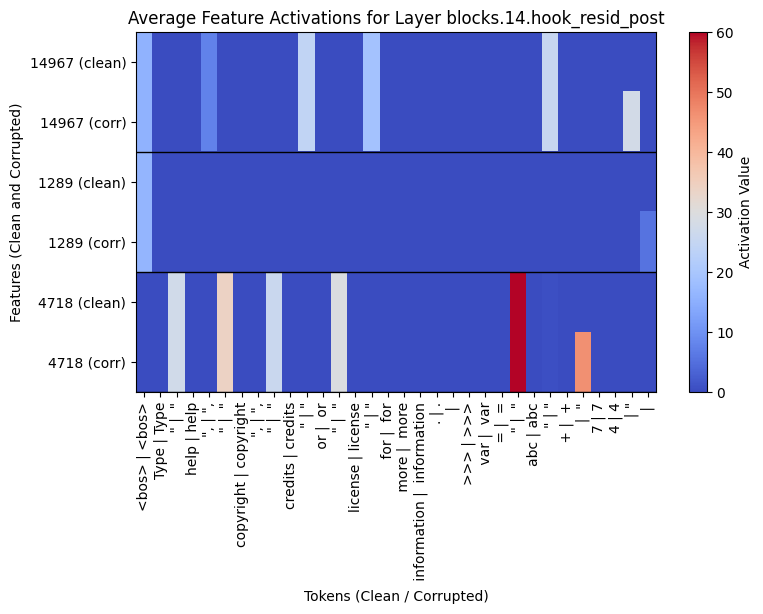 Average Feature Activations for Layer blocks.14.hook_resid_post
Features (Clean and Corrupted)
14967 (clean)
14967 (corr)
1289 (clean)
1289 (corr)
4718 (clean)
4718 (corr)
<bos> | <bos>
Type | Type
" | "
help | help
", | ",
" | "
copyright | copyright
", | ",
" | "
credits | credits
" | "
or | or
" | "
license | license
" | "
for | for
more | more
information | information
. | .
|
>>> | >>>
var | var
= | =
" | "
abc | abc
" | "
+ | +
| "
7 | 7
4 | 4
| "
|
Tokens (Clean / Corrupted)
60
50
40
30
20
10
0
Activation Value